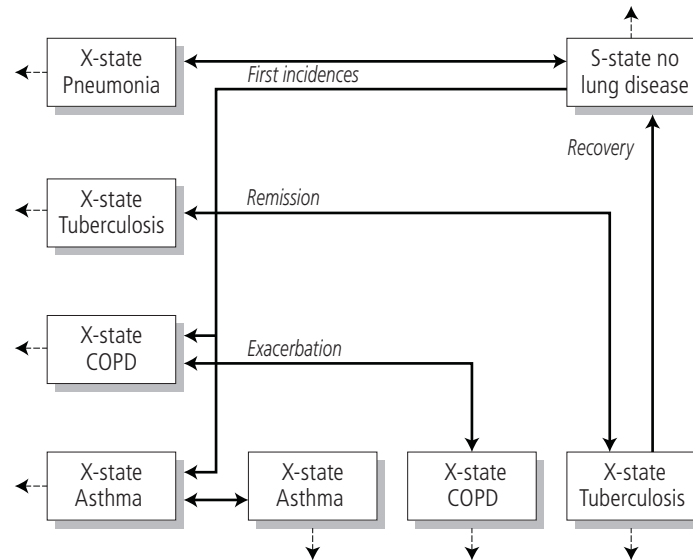 X-state
Pneumonia
First incidences
S-state no
lung disease
Recovery
X-state
Tuberculosis
Remission
X-state
COPD
Exacerbation
X-state
Asthma
X-state
Asthma
X-state
COPD
X-state
Tuberculosis